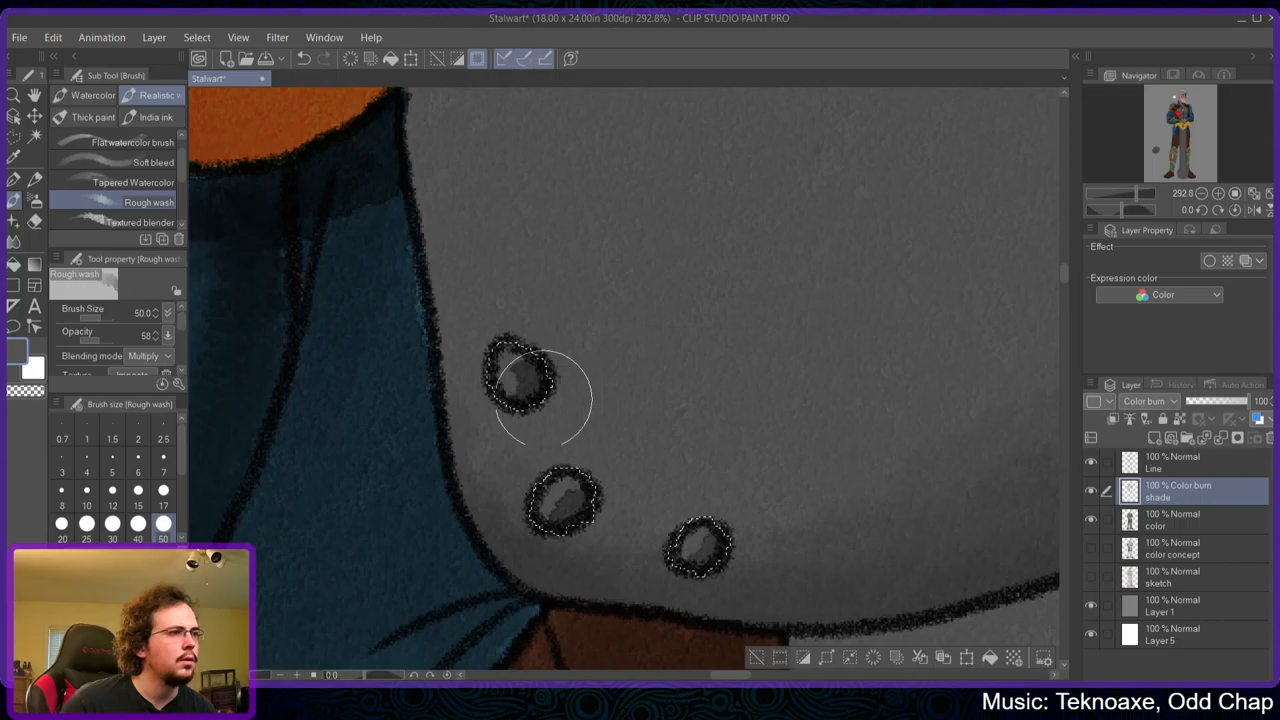 Stalwart* (18.00 x 24.00in 300dpi 292.8%) - CLIP STUDIO PAINT PRO
File Edit Animation Layer Select View Filter Window Help
Sub Tool [Brush]
Stalwart*
Navigator
Watercolor
Realistic w
Thick paint
India ink
Flat watercolor brush
Soft bleed
Tapered Watercolor
Rough wash
Textured blender
292.8
0.0
Tool property [Rough wash
Rough wash
Brush Size 50.0
Opacity 58
Blending mode Multiply
Brush size [Rough wash]
0.7 1 1.5 2 2.5
3 4 5 6 7
8 10 12 15 17
20 25 30 40 50
Layer Property
Effect
Expression color
Color
Layer History Auto Action
Color burn 100
100 % Normal
Line
100 % Color burn
shade
100 % Normal
color
100 % Normal
color concept
100 % Normal
sketch
100 % Normal
Layer 1
100 % Normal
Layer 5
Music: Teknoaxe, Odd Chap